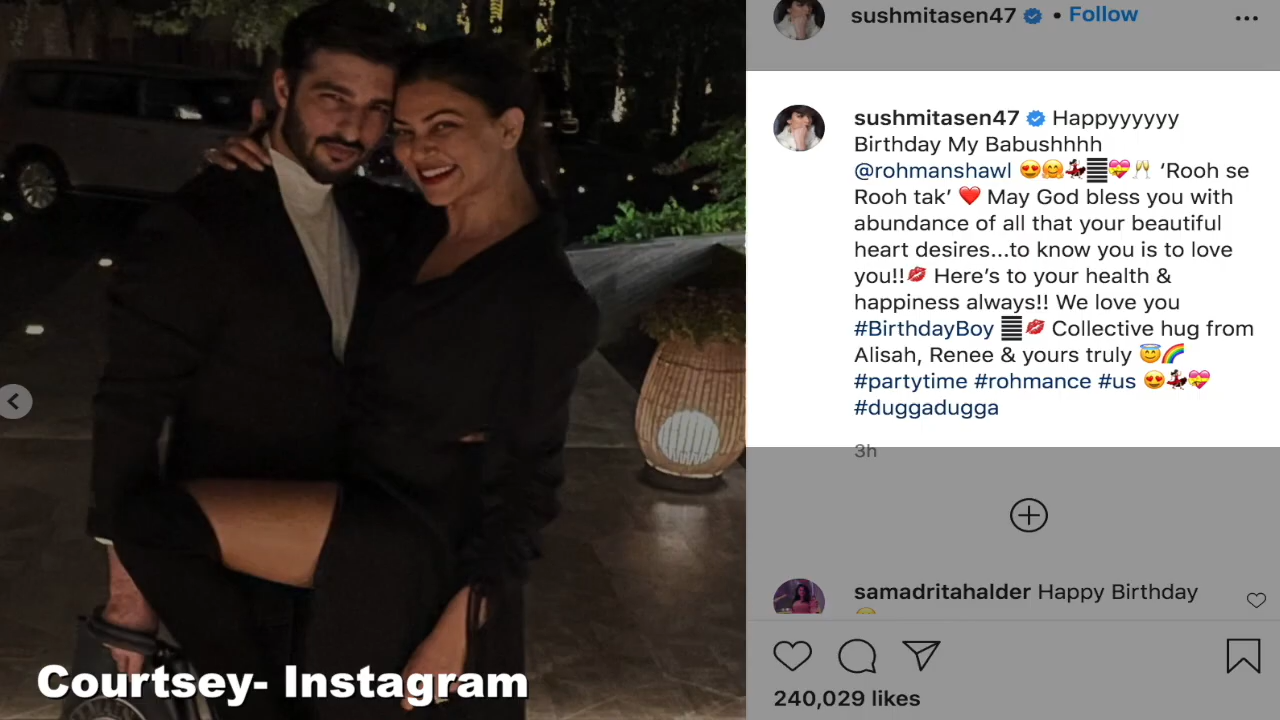 sushmitasen47 • Follow
sushmitasen47 Happyyyyyy
Birthday My Babushhhh
@rohmanshawl 😍🤗💃💝🥂 ‘Rooh se
Rooh tak’ ❤️ May God bless you with
abundance of all that your beautiful
heart desires...to know you is to love
you!!💋 Here’s to your health &
happiness always!! We love you
#BirthdayBoy 💋 Collective hug from
Alisah, Renee & yours truly 😇🌈
#partytime #rohmance #us 😍💃💝
#duggadugga
3h
samadritahalder Happy Birthday
240,029 likes
Courtsey- Instagram